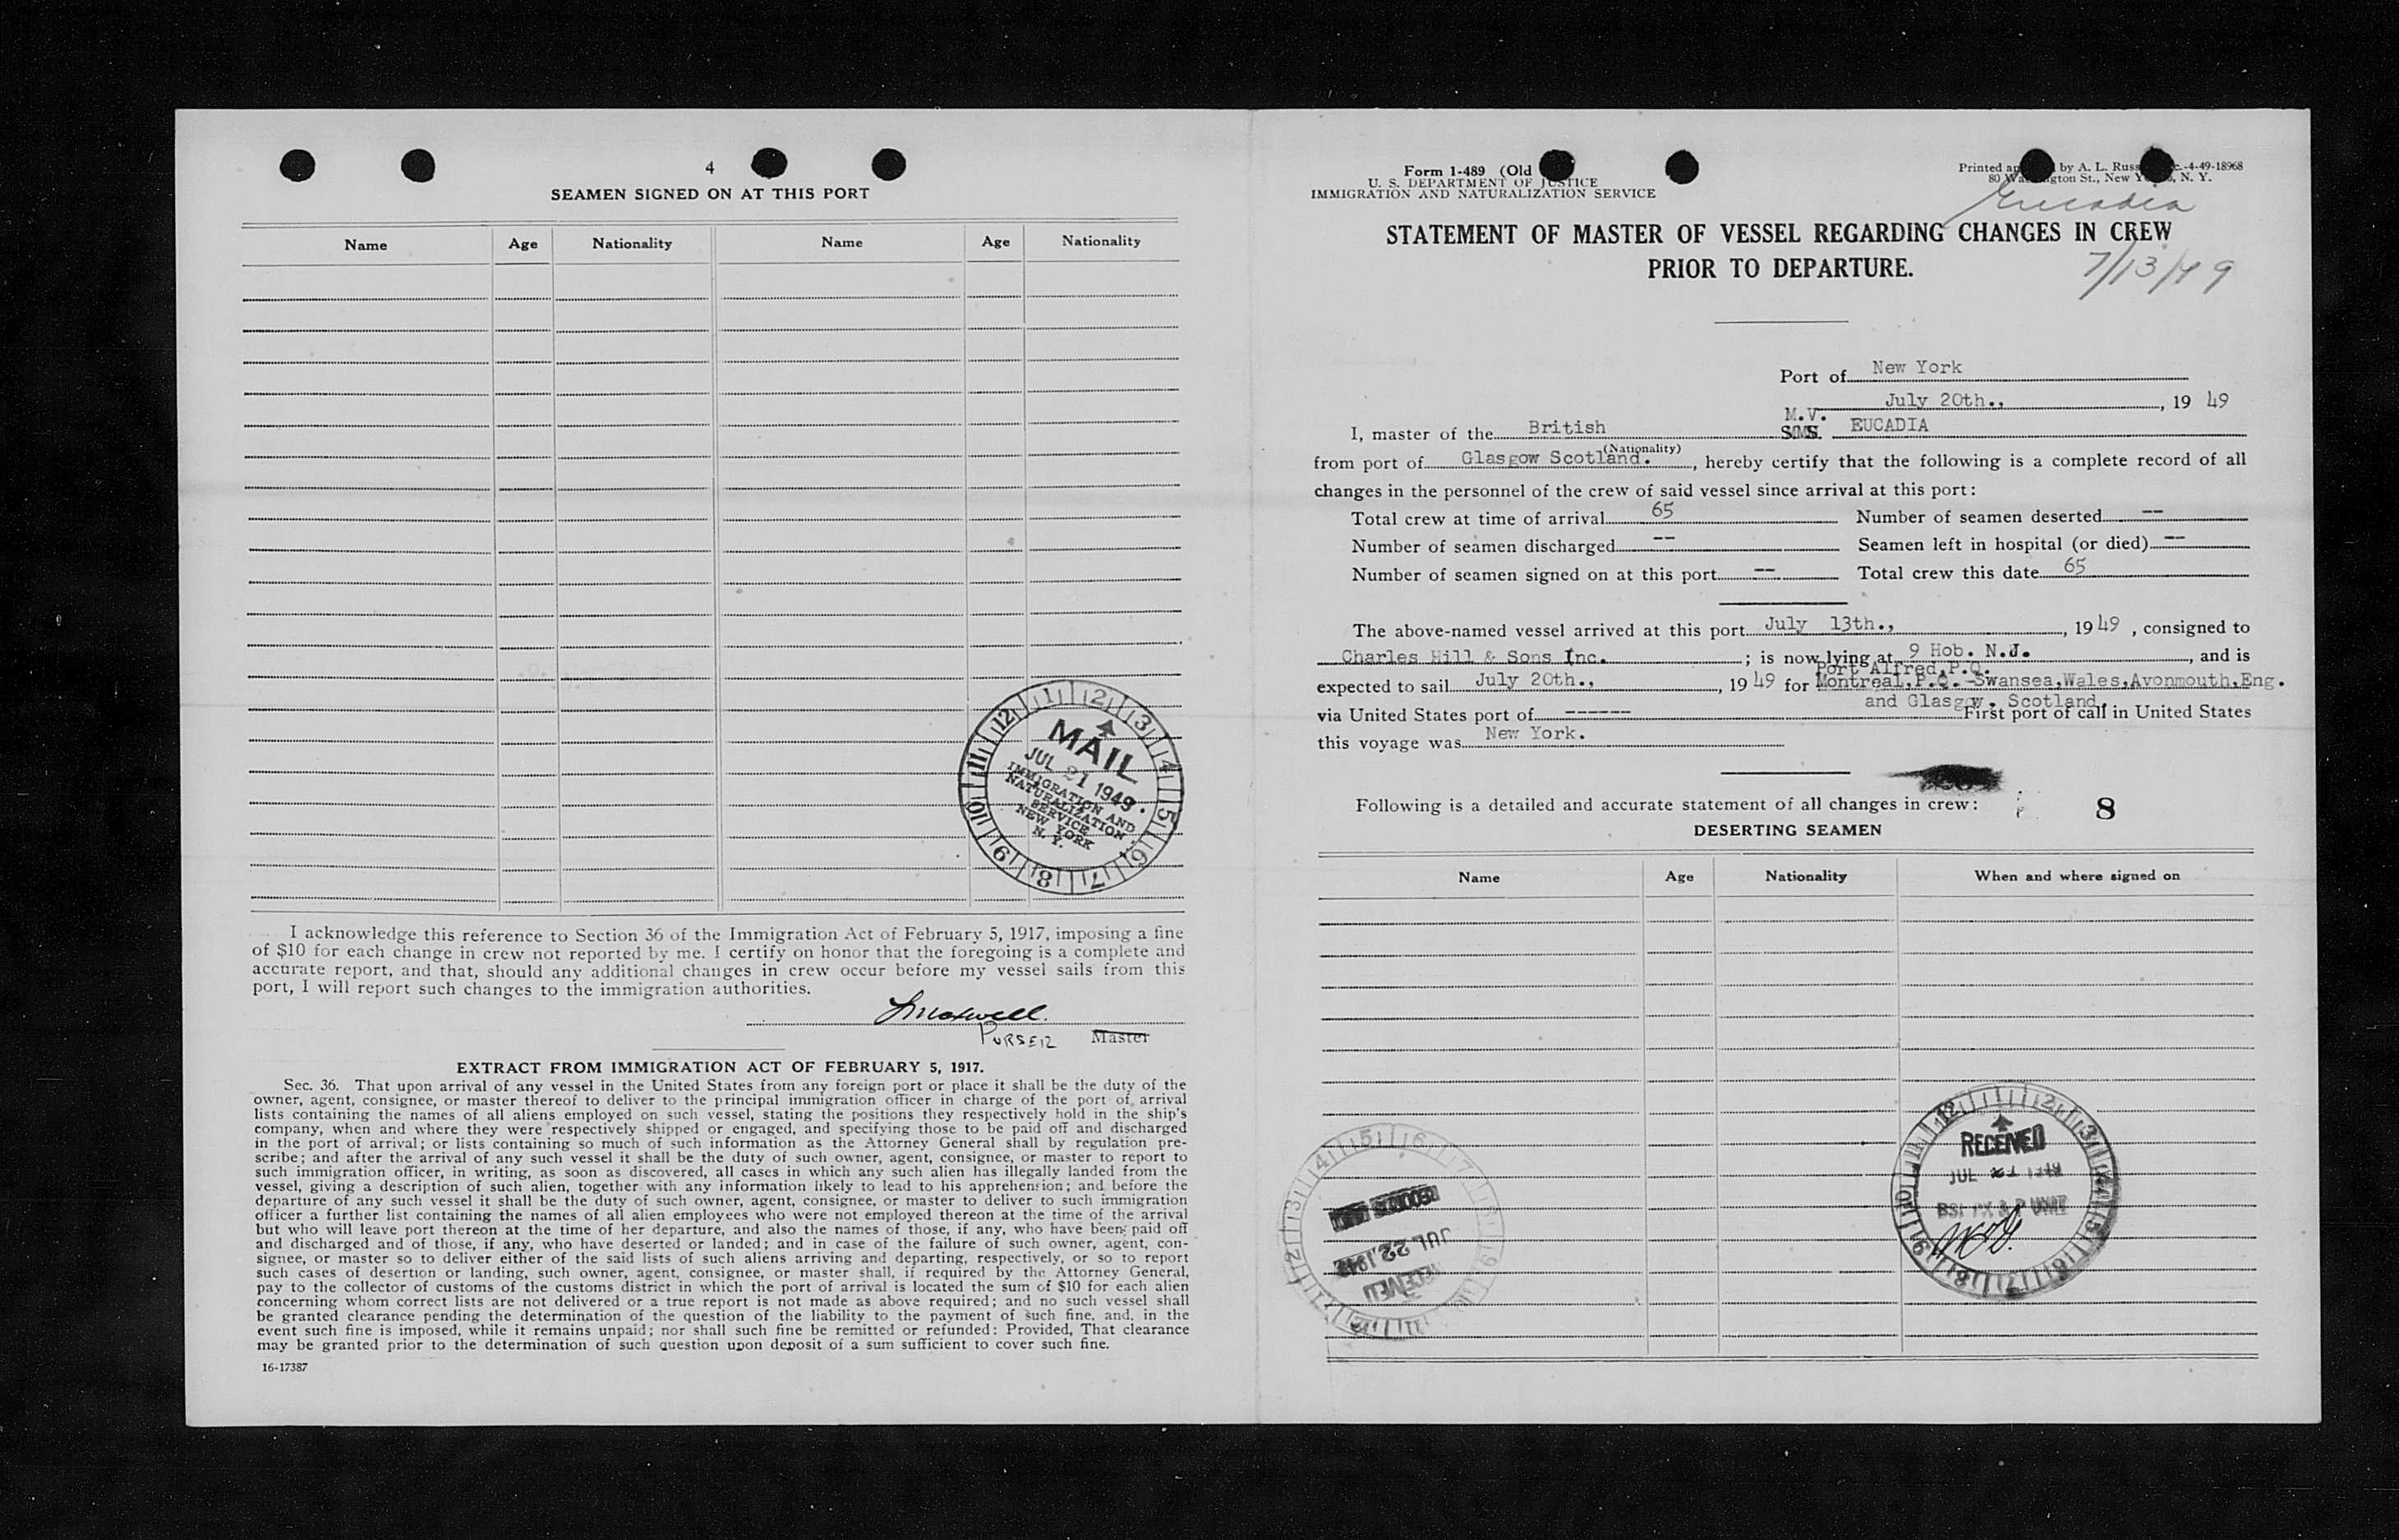 4
SEAMEN SIGNED ON AT THIS PORT
Name Age Nationality Name Age Nationality
MAIL
JUL 21 1949
IMMIGRATION AND
NATURALIZATION
SERVICE
NEW YORK
N. Y.
I acknowledge this reference to Section 36 of the Immigration Act of February 5, 1917, imposing a fine
of $10 for each change in crew not reported by me. I certify on honor that the foregoing is a complete and
accurate report, and that, should any additional changes in crew occur before my vessel sails from this
port, I will report such changes to the immigration authorities.
Maxwell.
PURSER Master
EXTRACT FROM IMMIGRATION ACT OF FEBRUARY 5, 1917.
Sec. 36. That upon arrival of any vessel in the United States from any foreign port or place it shall be the duty of the
owner, agent, consignee, or master thereof to deliver to the principal immigration officer in charge of the port of arrival
lists containing the names of all aliens employed on such vessel, stating the positions they respectively hold in the ship's
company, when and where they were respectively shipped or engaged, and specifying those to be paid off and discharged
in the port of arrival; or lists containing so much of such information as the Attorney General shall by regulation pre-
scribe; and after the arrival of any such vessel it shall be the duty of such owner, agent, consignee, or master to report to
such immigration officer, in writing, as soon as discovered, all cases in which any such alien has illegally landed from the
vessel, giving a description of such alien, together with any information likely to lead to his apprehension; and before the
departure of any such vessel it shall be the duty of such owner, agent, consignee, or master to deliver to such immigration
officer a further list containing the names of all alien employees who were not employed thereon at the time of the arrival
but who will leave port thereon at the time of her departure, and also the names of those, if any, who have been paid off
and discharged and of those, if any, who have deserted or landed; and in case of the failure of such owner, agent, con-
signee, or master so to deliver either of the said lists of such aliens arriving and departing, respectively, or so to report
such cases of desertion or landing, such owner, agent, consignee, or master shall, if required by the Attorney General,
pay to the collector of customs of the customs district in which the port of arrival is located the sum of $10 for each alien
concerning whom correct lists are not delivered or a true report is not made as above required; and no such vessel shall
be granted clearance pending the determination of the question of the liability to the payment of such fine, and, in the
event such fine is imposed, while it remains unpaid; nor shall such fine be remitted or refunded: Provided, That clearance
may be granted prior to the determination of such question upon deposit of a sum sufficient to cover such fine.
16-17387
Form 1-489 (Old
U. S. DEPARTMENT OF JUSTICE
IMMIGRATION AND NATURALIZATION SERVICE
Printed by A. L. -4-49-18968
80 St., New N. Y.
Eucadia
STATEMENT OF MASTER OF VESSEL REGARDING CHANGES IN CREW
PRIOR TO DEPARTURE.
7/13/49
Port of New York
July 20th., , 19 49
I, master of the British M.V. EUCADIA
(Nationality)
from port of Glasgow Scotland. , hereby certify that the following is a complete record of all
changes in the personnel of the crew of said vessel since arrival at this port:
Total crew at time of arrival 65 Number of seamen deserted --
Number of seamen discharged -- Seamen left in hospital (or died) --
Number of seamen signed on at this port -- Total crew this date 65
The above-named vessel arrived at this port July 13th., , 1949 , consigned to
Charles Hill & Sons Inc. ; is now lying at 9 Hob. N.J. , and is
Port Alfred, P.Q.
expected to sail July 20th., , 19 49 for Montreal, P.Q. -Swansea, Wales, Avonmouth, Eng.
and Glasgow, Scotland.
via United States port of ------ First port of call in United States
this voyage was New York.
Following is a detailed and accurate statement of all changes in crew: 8
DESERTING SEAMEN
Name Age Nationality When and where signed on
RECEIVED
JUL
RECEIVED
JUL 22 1949